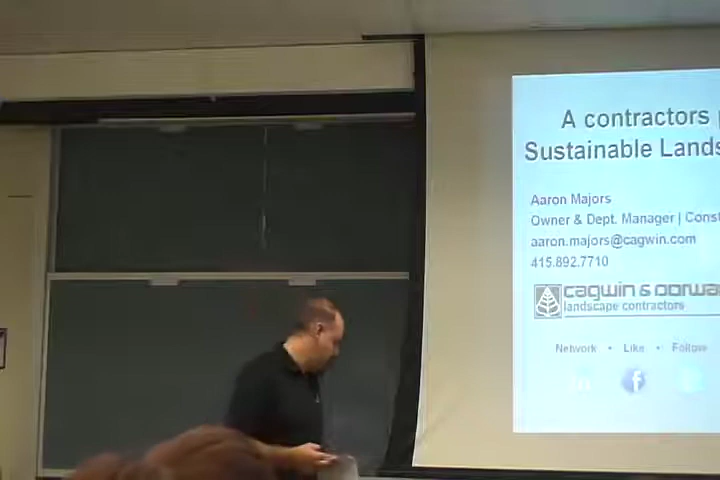 A contractors
Sustainable Lands
Aaron Majors
Owner & Dept. Manager | Const
aaron.majors@cagwin.com
415.892.7710
cagwin & dorwa
landscape contractors
Network • Like • Follow
in f